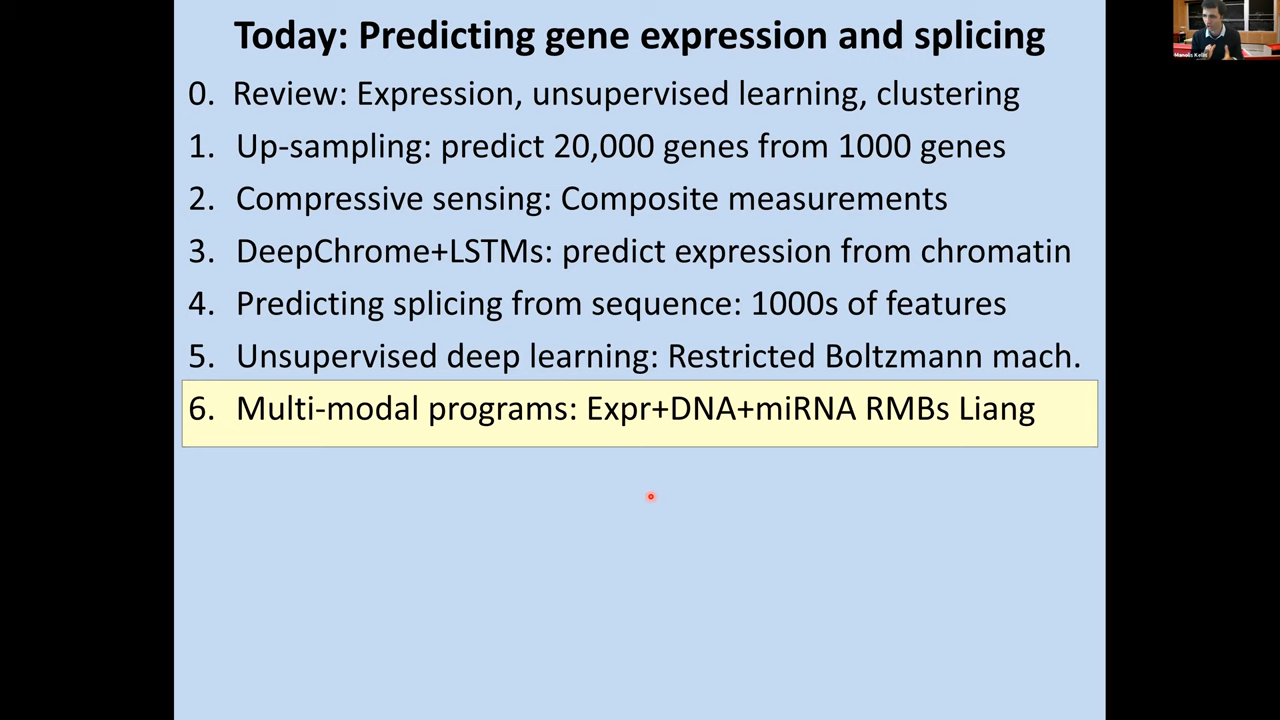 Today: Predicting gene expression and splicing
0. Review: Expression, unsupervised learning, clustering
1. Up-sampling: predict 20,000 genes from 1000 genes
2. Compressive sensing: Composite measurements
3. DeepChrome+LSTMs: predict expression from chromatin
4. Predicting splicing from sequence: 1000s of features
5. Unsupervised deep learning: Restricted Boltzmann mach.
6. Multi-modal programs: Expr+DNA+miRNA RMBs Liang
Manolis Kellis